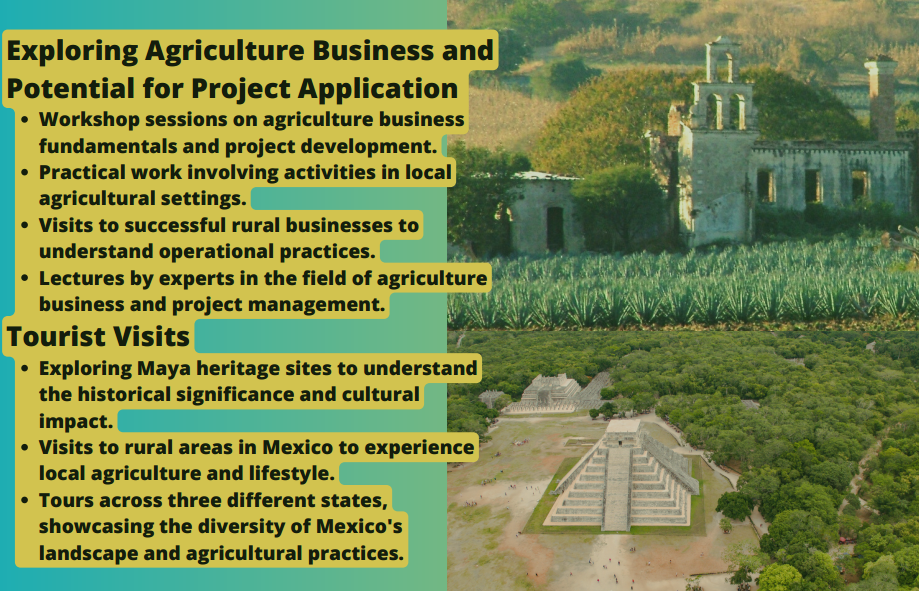 Exploring Agriculture Business and
Potential for Project Application
• Workshop sessions on agriculture business
fundamentals and project development.
• Practical work involving activities in local
agricultural settings.
• Visits to successful rural businesses to
understand operational practices.
• Lectures by experts in the field of agriculture
business and project management.
Tourist Visits
• Exploring Maya heritage sites to understand
the historical significance and cultural
impact.
• Visits to rural areas in Mexico to experience
local agriculture and lifestyle.
• Tours across three different states,
showcasing the diversity of Mexico's
landscape and agricultural practices.